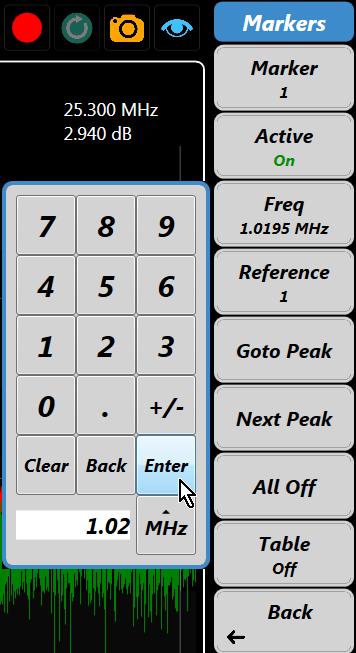 25.300 MHz
2.940 dB
7 8 9
4 5 6
1 2 3
0 . +/-
Clear Back Enter
1.02 MHz
Markers
Marker
1
Active
On
Freq
1.0195 MHz
Reference
1
Goto Peak
Next Peak
All Off
Table
Off
Back